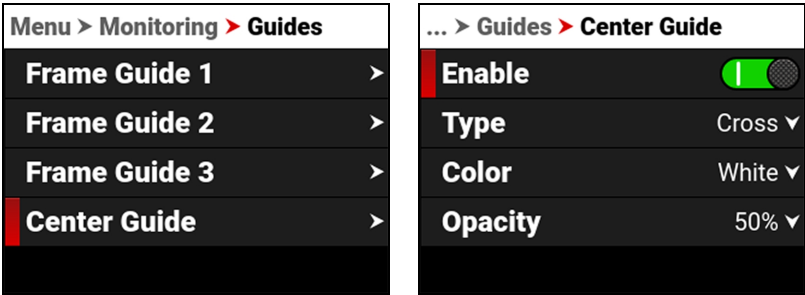 Menu > Monitoring > Guides
Frame Guide 1
Frame Guide 2
Frame Guide 3
Center Guide
... > Guides > Center Guide
Enable
Type Cross
Color White
Opacity 50%